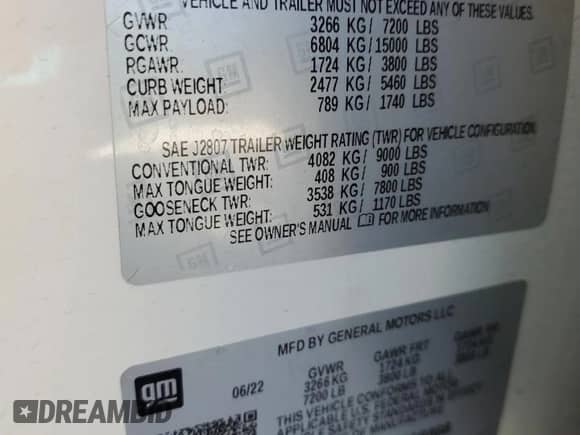 VEHICLE AND TRAILER MUST NOT EXCEED ANY OF THESE VALUES.
GVWR: 3266 KG/ 7200 LBS
GCWR: 6804 KG/15000 LBS
RGAWR: 1724 KG/ 3800 LBS
CURB WEIGHT: 2477 KG/ 5460 LBS
MAX PAYLOAD: 789 KG/ 1740 LBS
SAE J2807 TRAILER WEIGHT RATING (TWR) FOR VEHICLE CONFIGURATION.
CONVENTIONAL TWR: 4082 KG/ 9000 LBS
MAX TONGUE WEIGHT: 408 KG/ 900 LBS
GOOSENECK TWR: 3538 KG/ 7800 LBS
MAX TONGUE WEIGHT: 531 KG/ 1170 LBS
SEE OWNER'S MANUAL FOR MORE INFORMATION
MFD BY GENERAL MOTORS LLC
gm
06/22
GVWR GAWR FRT GAWR RR
3266 KG 1724 KG
7200 LB 3800 LB
THIS VEHICLE CONFORMS TO ALL
DREAMBID